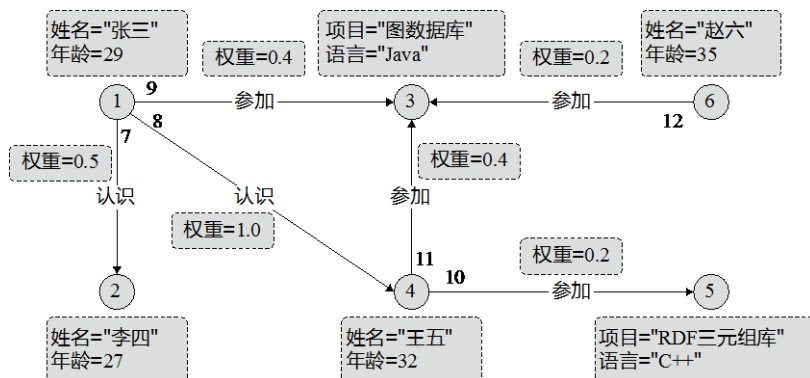 姓名="张三"
年龄=29
权重=0.4
项目="图数据库"
语言="Java"
权重=0.2
姓名="赵六"
年龄=35
1
9
参加
3
参加
6
7
8
12
权重=0.5
权重=0.4
认识
认识
参加
权重=1.0
11
权重=0.2
2
4
10
参加
5
姓名="李四"
年龄=27
姓名="王五"
年龄=32
项目="RDF三元组库"
语言="C++"